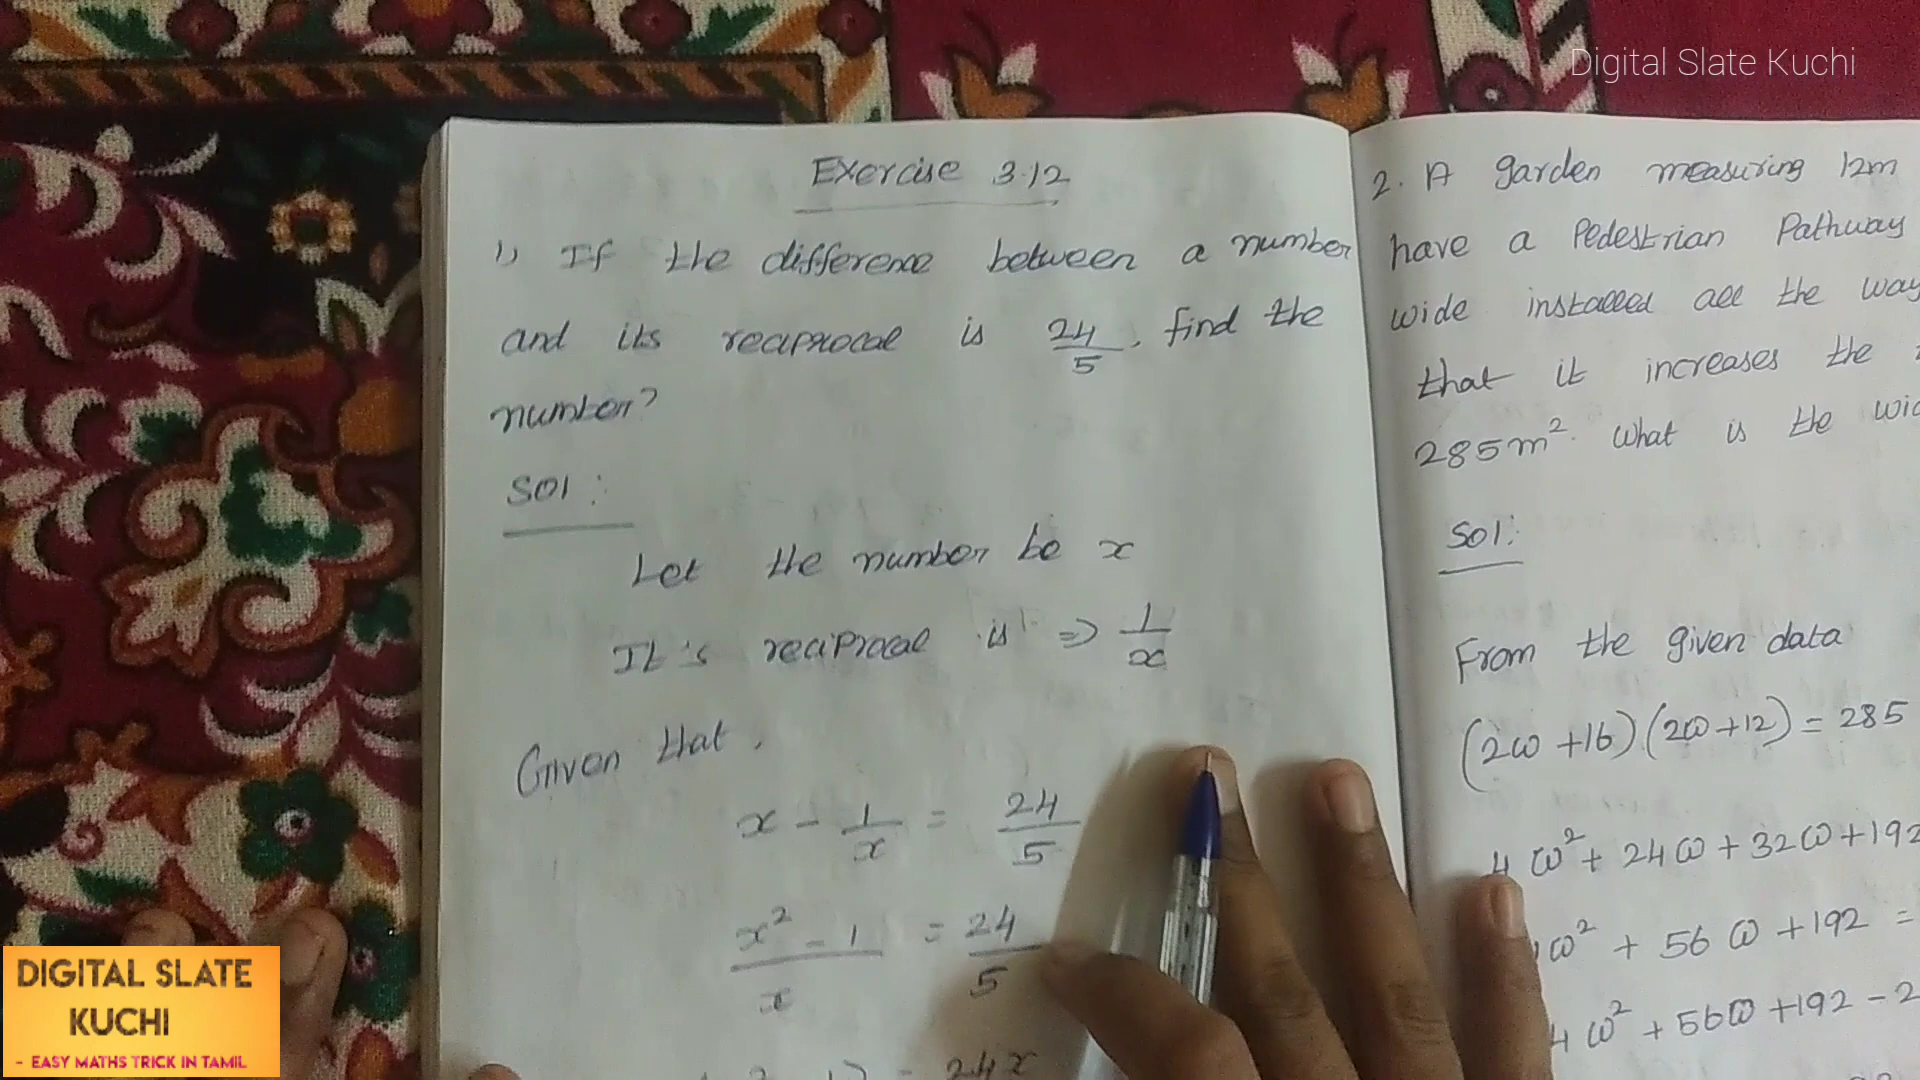 Digital Slate Kuchi
Exercise 3.12
1) If the difference between a number
and its reciprocal is 24/5, find the
number?
Sol:
Let the number be x
It's reciprocal is ⇒ 1/x
Given that,
x - 1/x = 24/5
x² - 1 / x = 24/5
24x
2. A garden measuring 12m
have a Pedestrian Pathway
wide installed all the way
that it increases the
285m². What is the
Sol:
From the given data
(2ω +16)(2ω+12) = 285
4ω² + 24ω + 32ω + 192
ω² + 56ω + 192 =
4ω² + 56ω + 192 - 2
DIGITAL SLATE
KUCHI
- EASY MATHS TRICK IN TAMIL